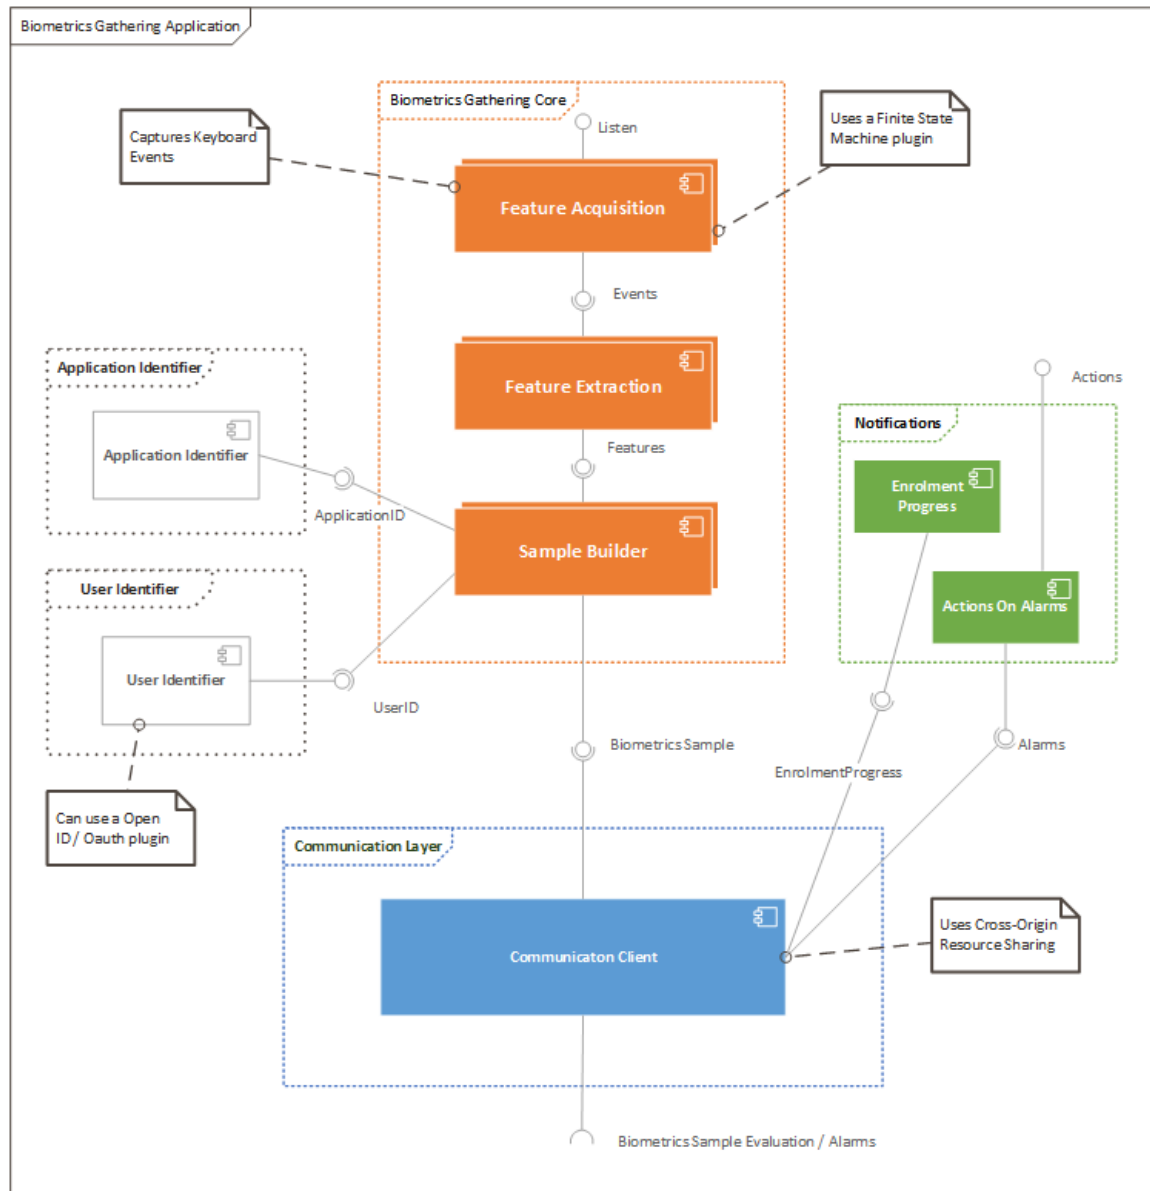 Biometrics Gathering Application
Biometrics Gathering Core
Listen
Captures Keyboard
Events
Uses a Finite State
Machine plugin
Feature Acquisition
Events
Application Identifier
Feature Extraction
Actions
Notifications
Application Identifier
Features
Enrolment
Progress
ApplicationID
Sample Builder
User Identifier
Actions On Alarms
User Identifier
UserID
Biometrics Sample
Alarms
EnrolmentProgress
Can use a Open
ID/ Oauth plugin
Communication Layer
Uses Cross-Origin
Resource Sharing
Communicaton Client
Biometrics Sample Evaluation / Alarms